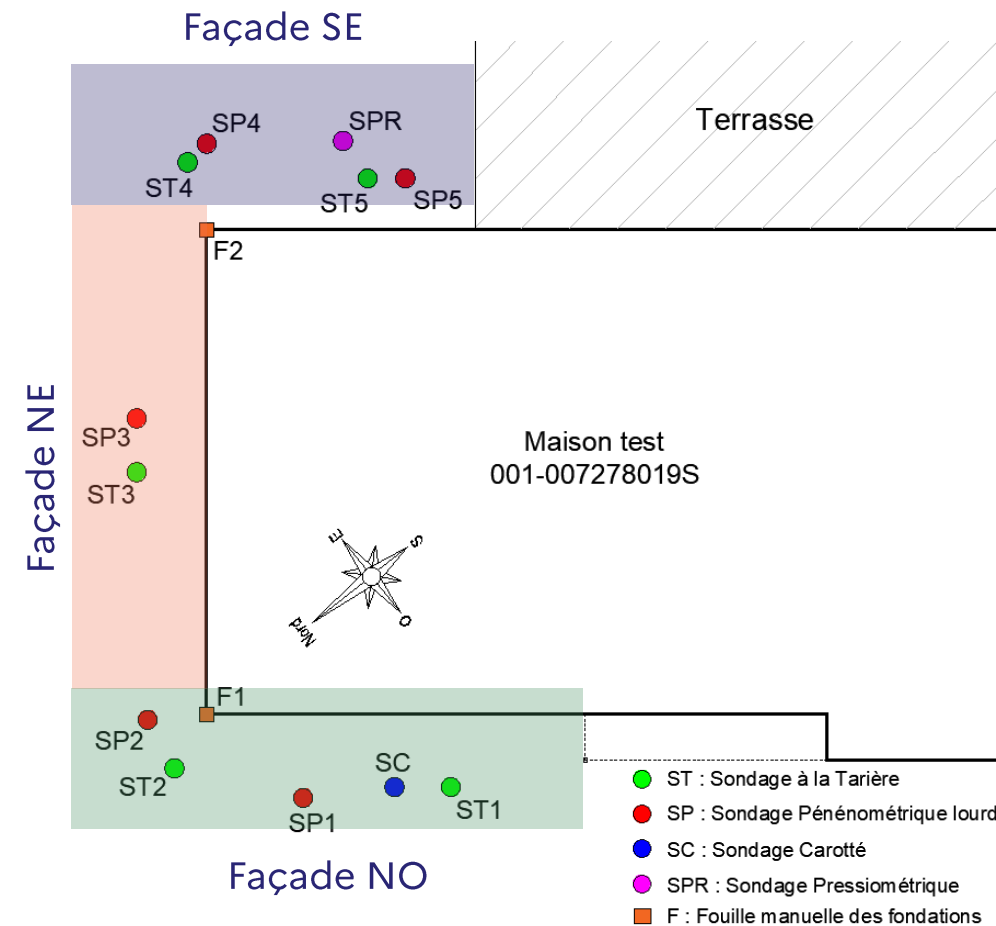 Façade SE
SP4
SPR
Terrasse
ST4
ST5
SP5
F2
Façade NE
SP3
ST3
Maison test
001-007278019S
E
S
Nord
O
F1
SP2
ST2
SC
SP1
ST1
Façade NO
ST : Sondage à la Tarière
SP : Sondage Pénénométrique lourd
SC : Sondage Carotté
SPR : Sondage Pressiométrique
F : Fouille manuelle des fondations